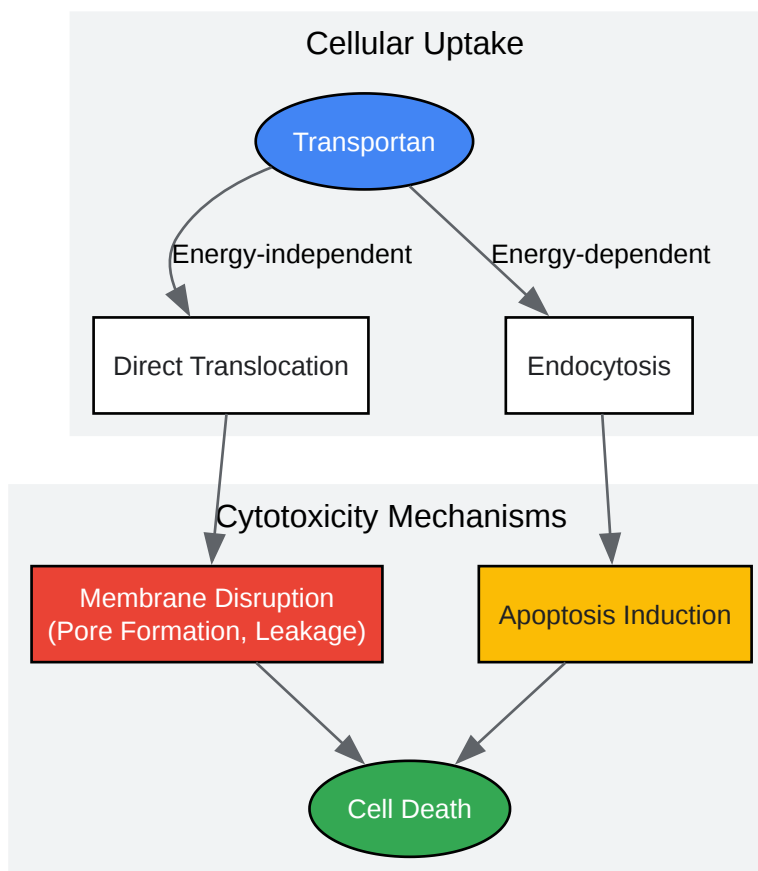 Cellular Uptake
Transportan
Energy-independent
Energy-dependent
Direct Translocation
Endocytosis
Cytotoxicity Mechanisms
Membrane Disruption
(Pore Formation, Leakage)
Apoptosis Induction
Cell Death